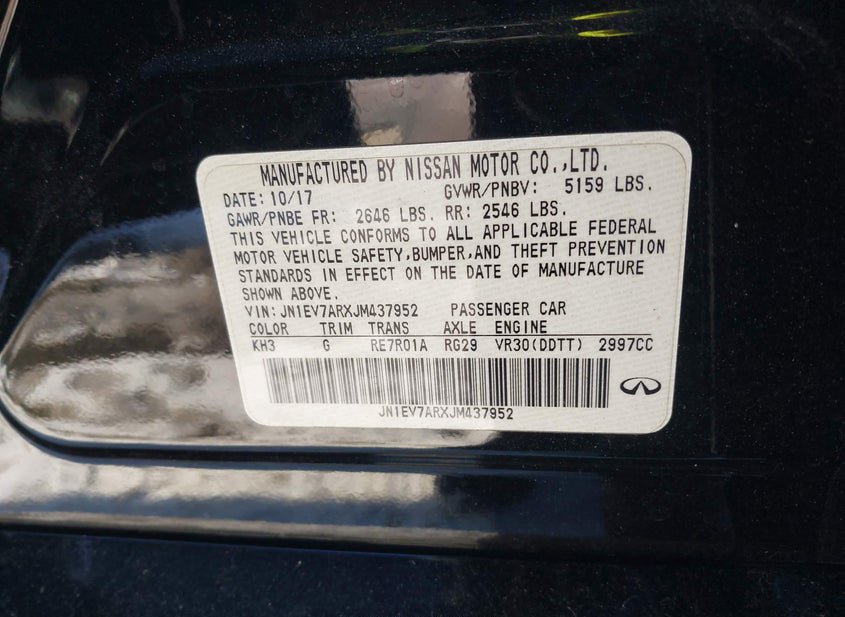 MANUFACTURED BY NISSAN MOTOR CO.,LTD.
DATE: 10/17 GVWR/PNBV: 5159 LBS.
GAWR/PNBE FR: 2646 LBS. RR: 2546 LBS.
THIS VEHICLE CONFORMS TO ALL APPLICABLE FEDERAL
MOTOR VEHICLE SAFETY,BUMPER,AND THEFT PREVENTION
STANDARDS IN EFFECT ON THE DATE OF MANUFACTURE
SHOWN ABOVE.
VIN: JN1EV7ARXJM437952 PASSENGER CAR
COLOR TRIM TRANS AXLE ENGINE
KH3 G RE7R01A RG29 VR30(DDTT) 2997CC
JN1EV7ARXJM437952